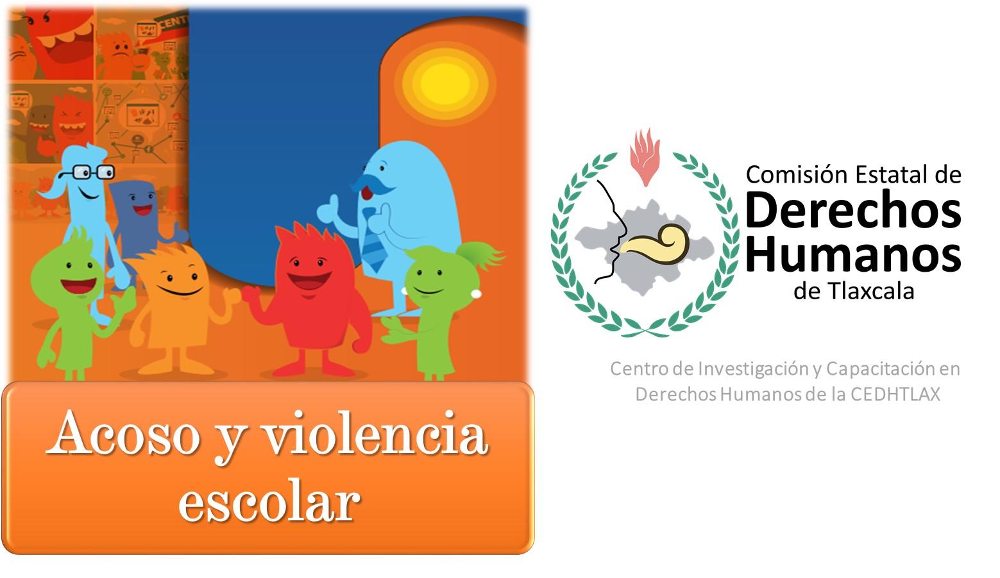 CENT
Acoso y violencia
escolar
Comisión Estatal de
Derechos
Humanos
de Tlaxcala
Centro de Investigación y Capacitación en
Derechos Humanos de la CEDHTLAX